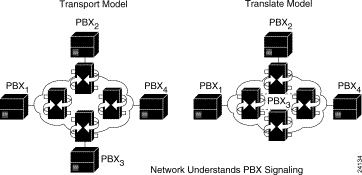 Transport Model
Translate Model
PBX2
PBX2
PBX1
PBX4
PBX1
PBX3
PBX4
PBX3
Network Understands PBX Signaling
24134